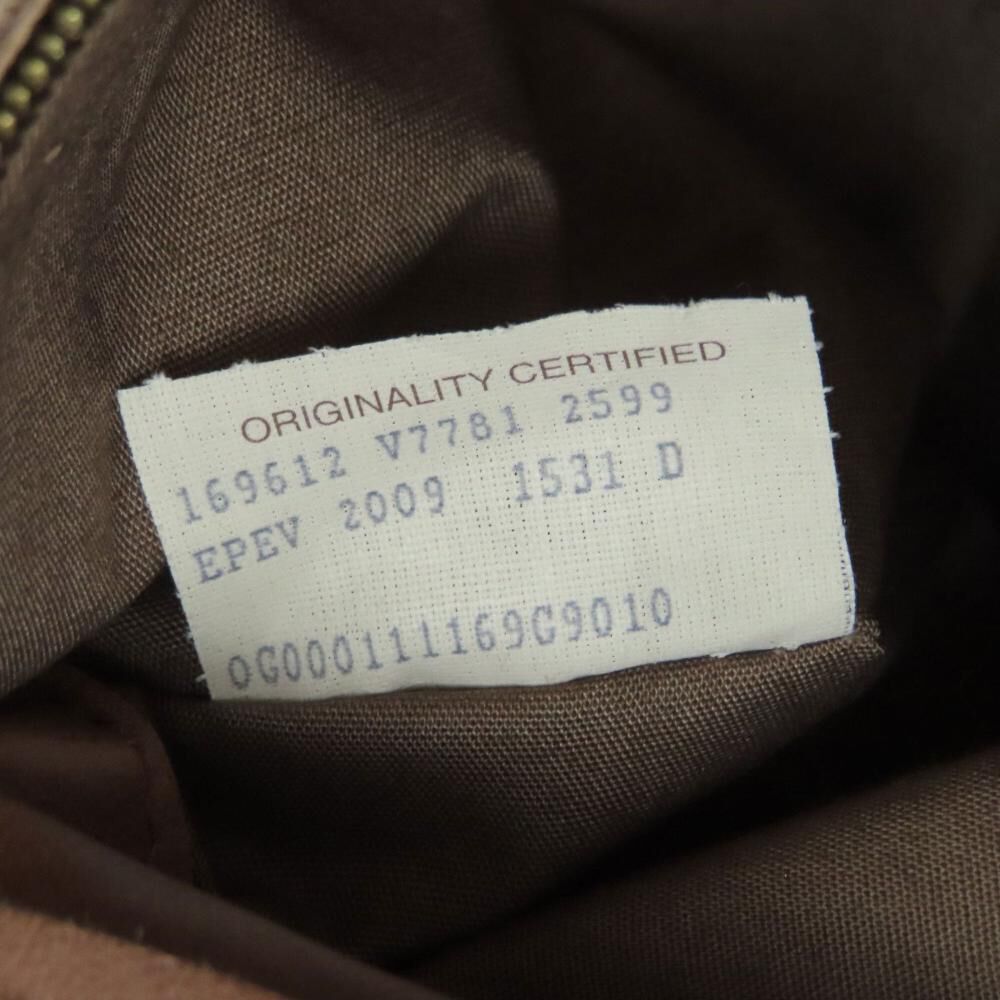 ORIGINALITY CERTIFIED
169612 V7781 2599
EPEV 2009 1531 D
0G000111169G9010